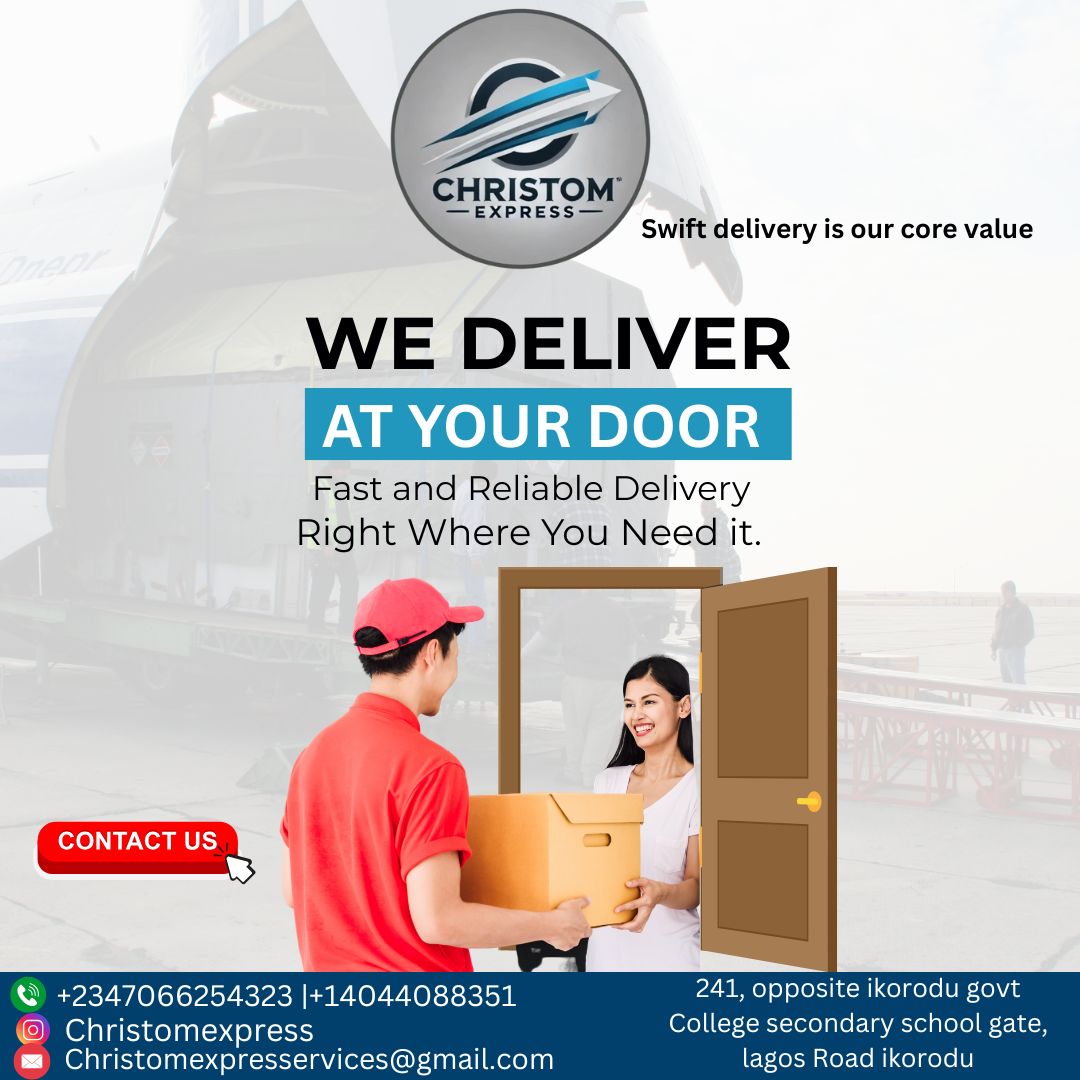 CHRISTOM
EXPRESS
Swift delivery is our core value
WE DELIVER
AT YOUR DOOR
Fast and Reliable Delivery
Right Where You Need it.
Dnepr
CONTACT US
+2347066254323 |+14044088351
Christomexpress
Christomexpresservices@gmail.com
241, opposite ikorodu govt
College secondary school gate,
lagos Road ikorodu